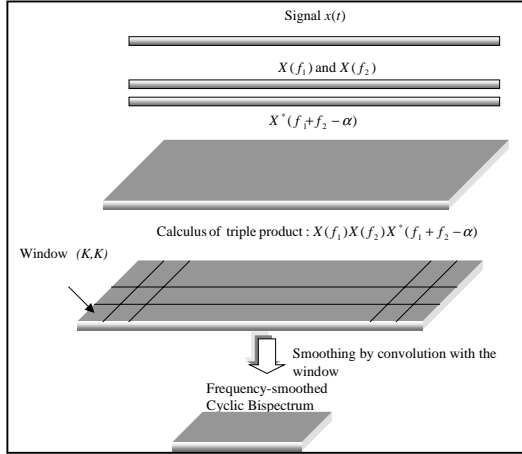 Signal x(t)
X(f₁) and X(f₂)
X*(f₁+f₂ − α)
Calculus of triple product : X(f₁)X(f₂)X*(f₁ + f₂ − α)
Window (K,K)
Smoothing by convolution with the
window
Frequency-smoothed
Cyclic Bispectrum